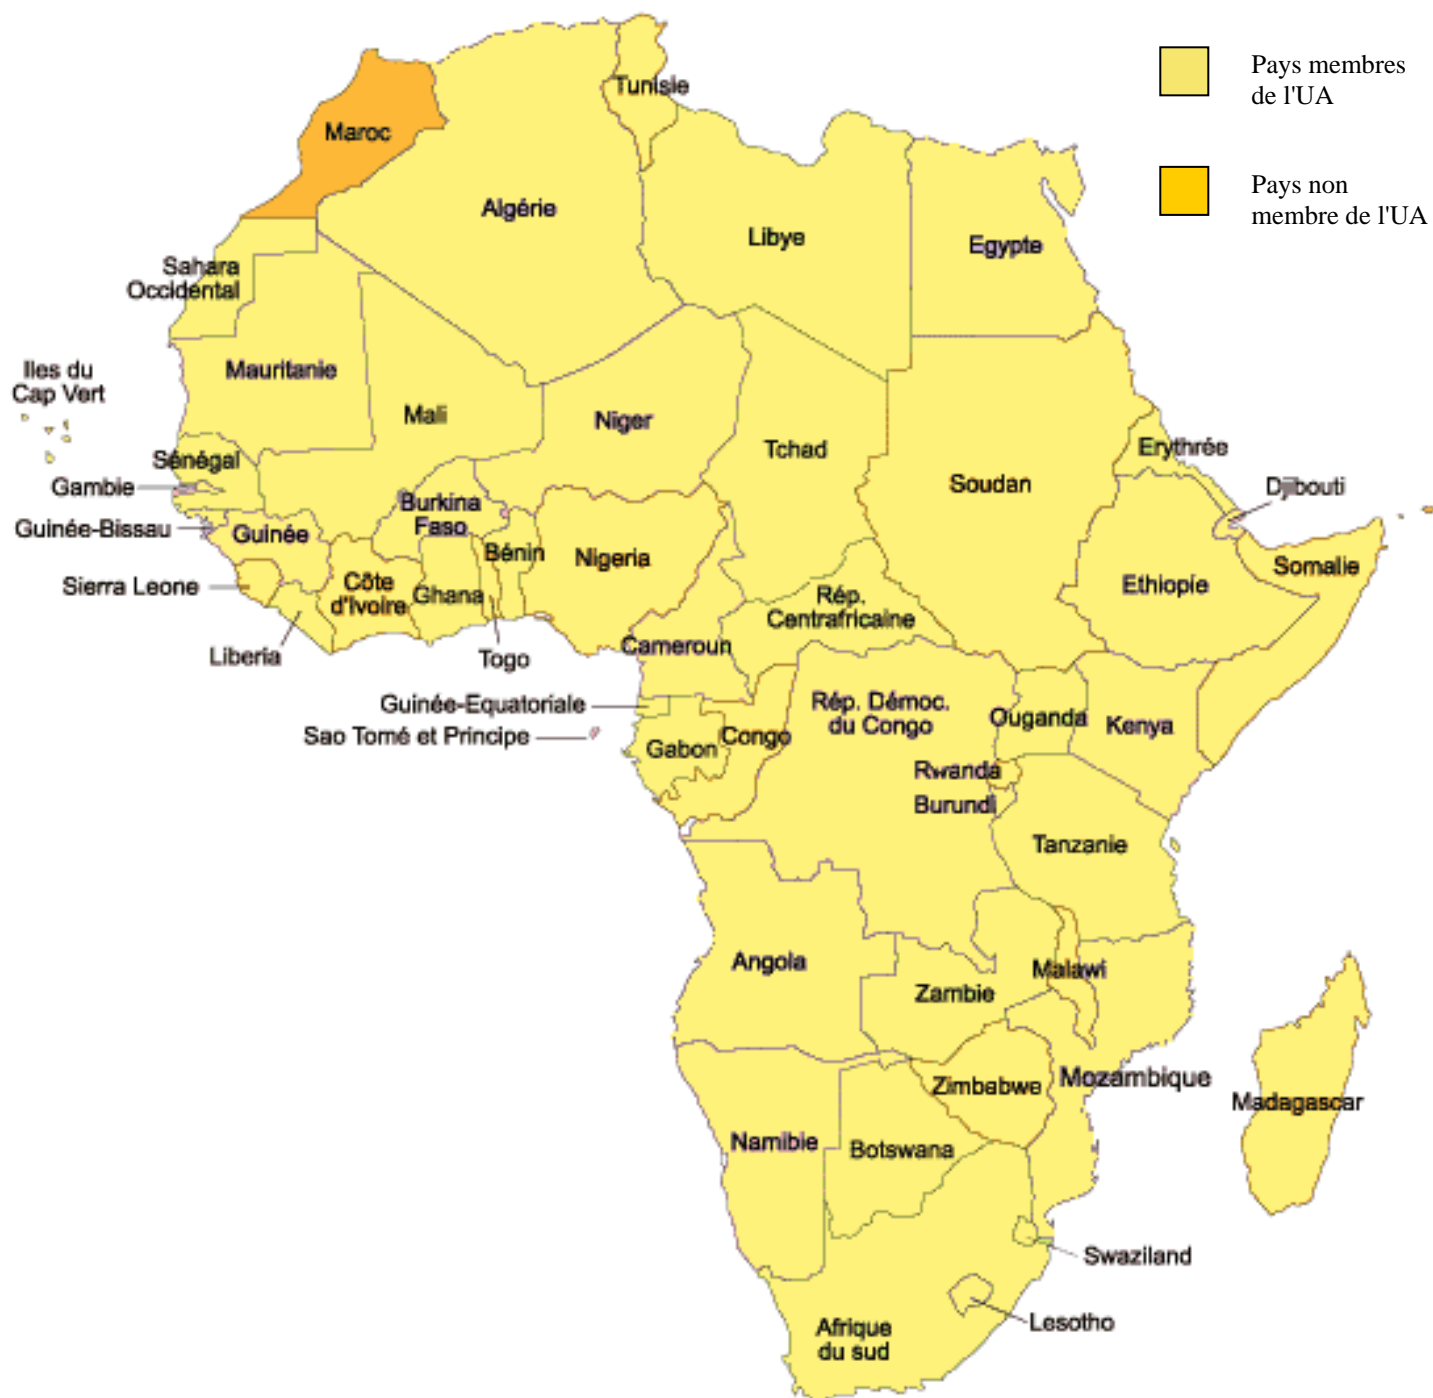 Pays membres
de l'UA
Pays non
membre de l'UA
Tunisie
Maroc
Algérie
Libye
Egypte
Sahara
Occidental
Iles du
Cap Vert
Mauritanie
Mali
Niger
Tchad
Soudan
Erythrée
Djibouti
Sénégal
Gambie
Guinée-Bissau
Guinée
Burkina
Faso
Bénin
Nigeria
Somalie
Ethiopie
Sierra Leone
Côte
d'Ivoire
Ghana
Rép.
Centrafricaine
Liberia
Togo
Cameroun
Guinée-Equatoriale
Sao Tomé et Principe
Gabon
Congo
Rép. Démoc.
du Congo
Ouganda
Kenya
Rwanda
Burundi
Tanzanie
Angola
Zambie
Malawi
Mozambique
Zimbabwe
Madagascar
Namibie
Botswana
Swaziland
Lesotho
Afrique
du sud